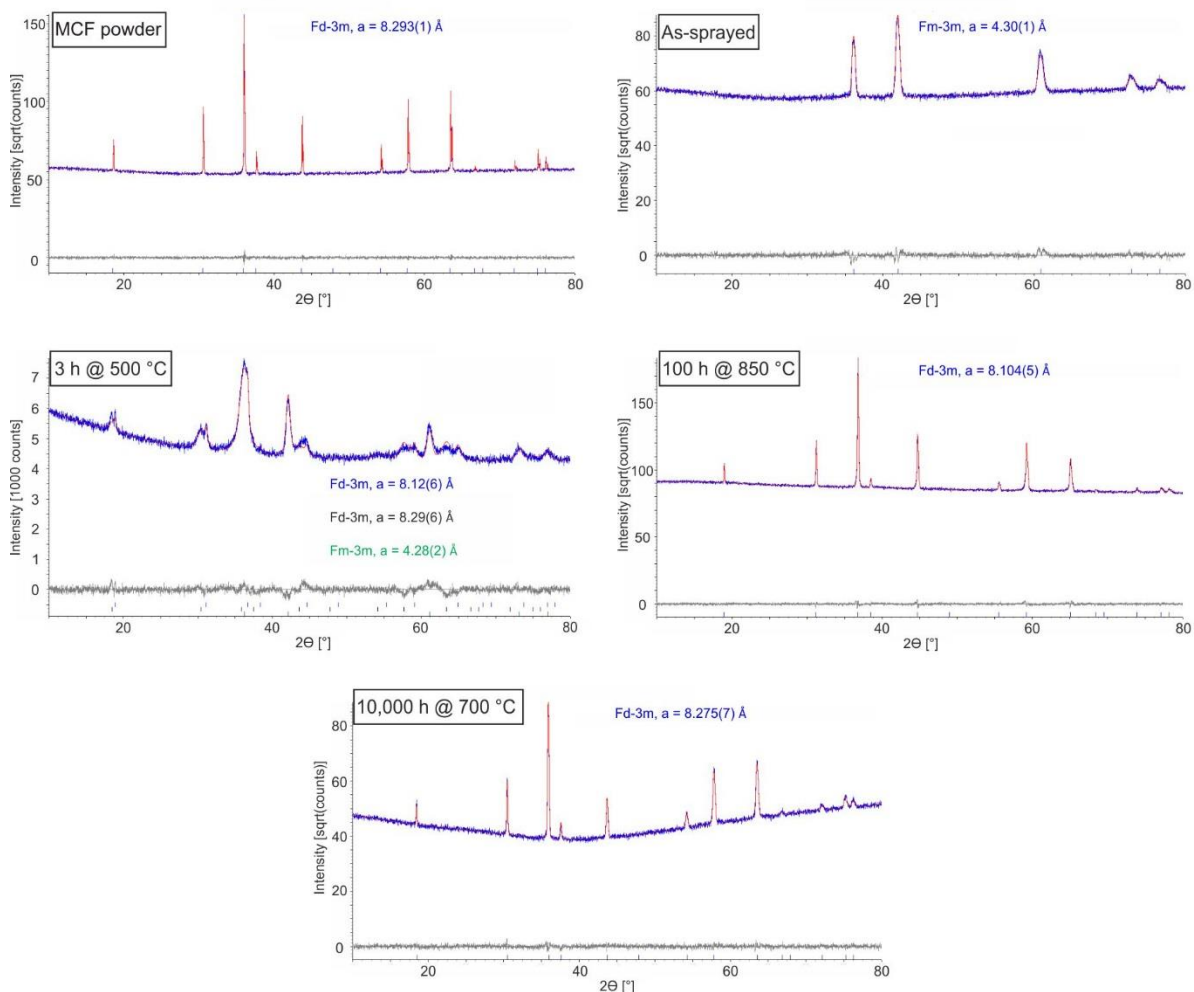 MCF powder
Fd-3m, a = 8.293(1) Å
Intensity [sqrt(counts)]
150
100
50
0
20
40
60
80
2Θ [°]
As-sprayed
Fm-3m, a = 4.30(1) Å
Intensity [sqrt(counts)]
80
60
40
20
0
20
40
60
80
2Θ [°]
3 h @ 500 °C
Intensity [1000 counts]
7
6
5
4
3
2
1
0
Fd-3m, a = 8.12(6) Å
Fd-3m, a = 8.29(6) Å
Fm-3m, a = 4.28(2) Å
20
40
60
80
2Θ [°]
100 h @ 850 °C
Fd-3m, a = 8.104(5) Å
Intensity [sqrt(counts)]
150
100
50
0
20
40
60
80
2Θ [°]
10,000 h @ 700 °C
Fd-3m, a = 8.275(7) Å
Intensity [sqrt(counts)]
80
60
40
20
0
20
40
60
80
2Θ [°]